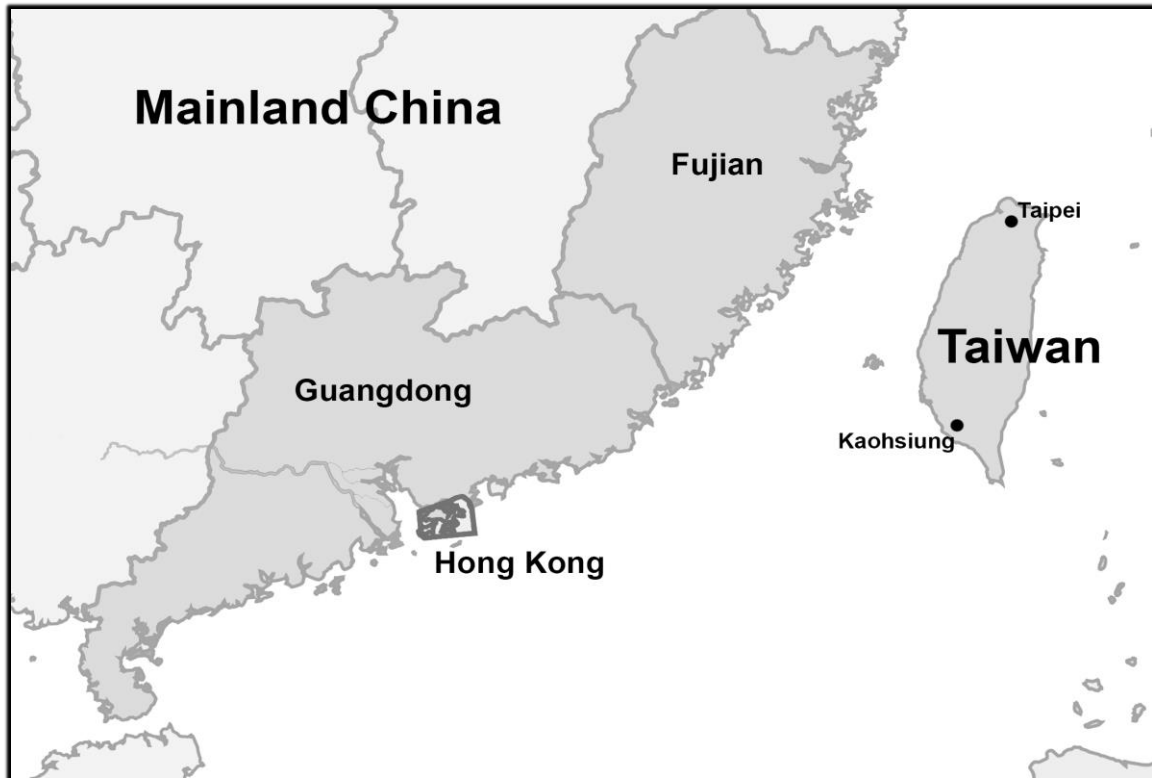 Mainland China
Fujian
Taipei
Taiwan
Guangdong
Kaohsiung
Hong Kong